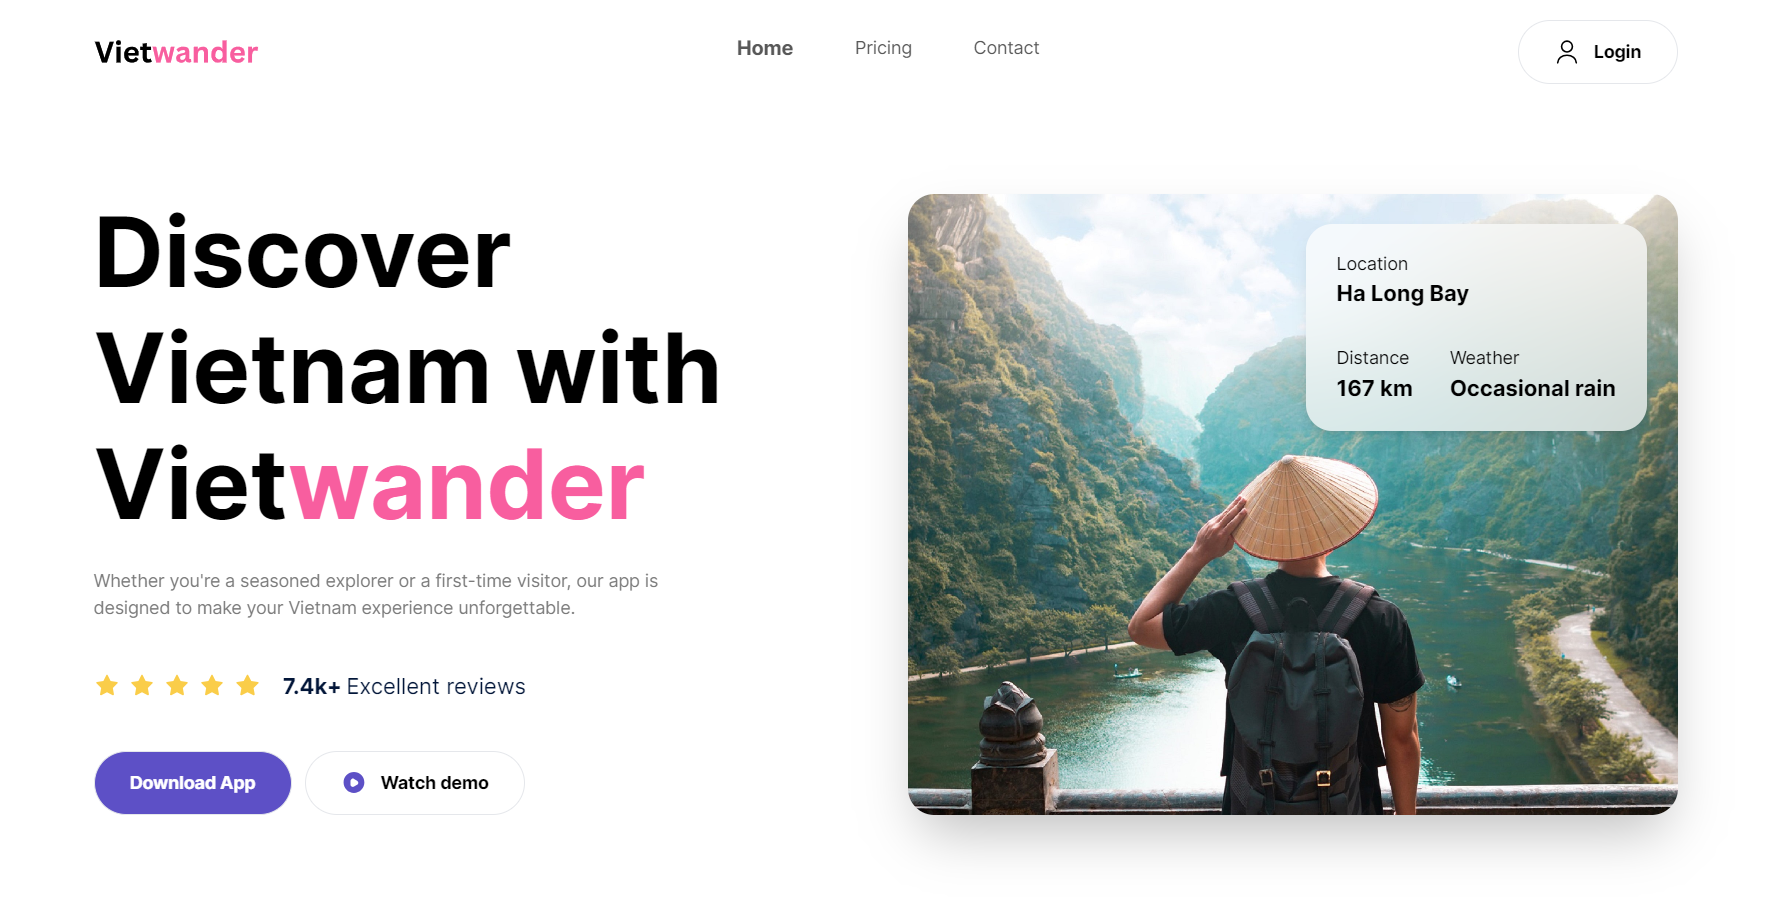 Vietwander
Home
Pricing
Contact
Login
Discover
Vietnam with
Vietwander
Whether you're a seasoned explorer or a first-time visitor, our app is
designed to make your Vietnam experience unforgettable.
7.4k+ Excellent reviews
Download App
Watch demo
Location
Ha Long Bay
Distance
167 km
Weather
Occasional rain